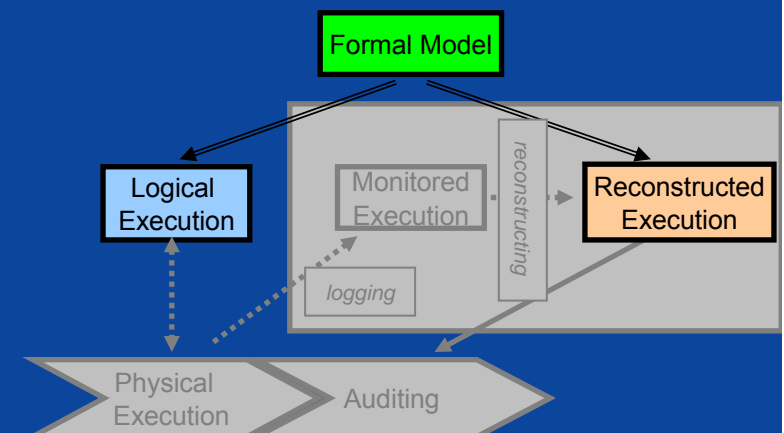 Formal Model
Logical
Execution
Monitored
Execution
reconstructing
Reconstructed
Execution
logging
Physical
Execution
Auditing